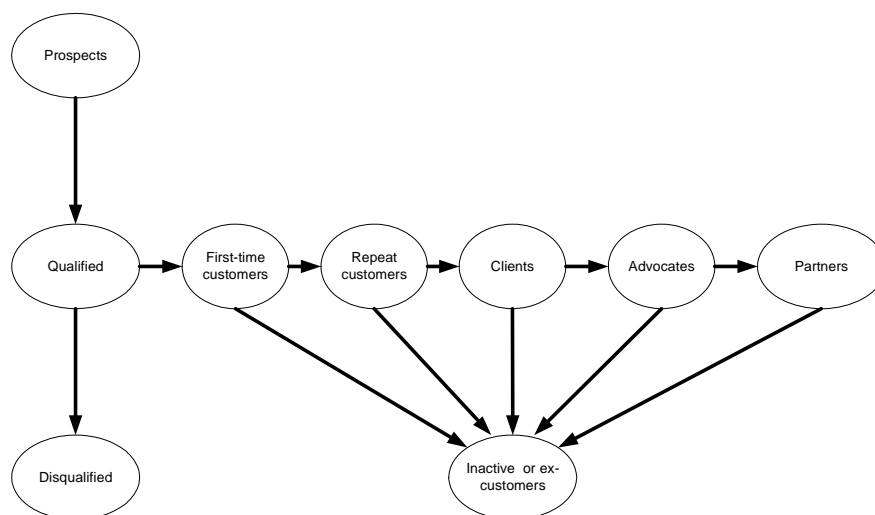 Prospects
Qualified
First-time
customers
Repeat
customers
Clients
Advocates
Partners
Disqualified
Inactive or ex-
customers